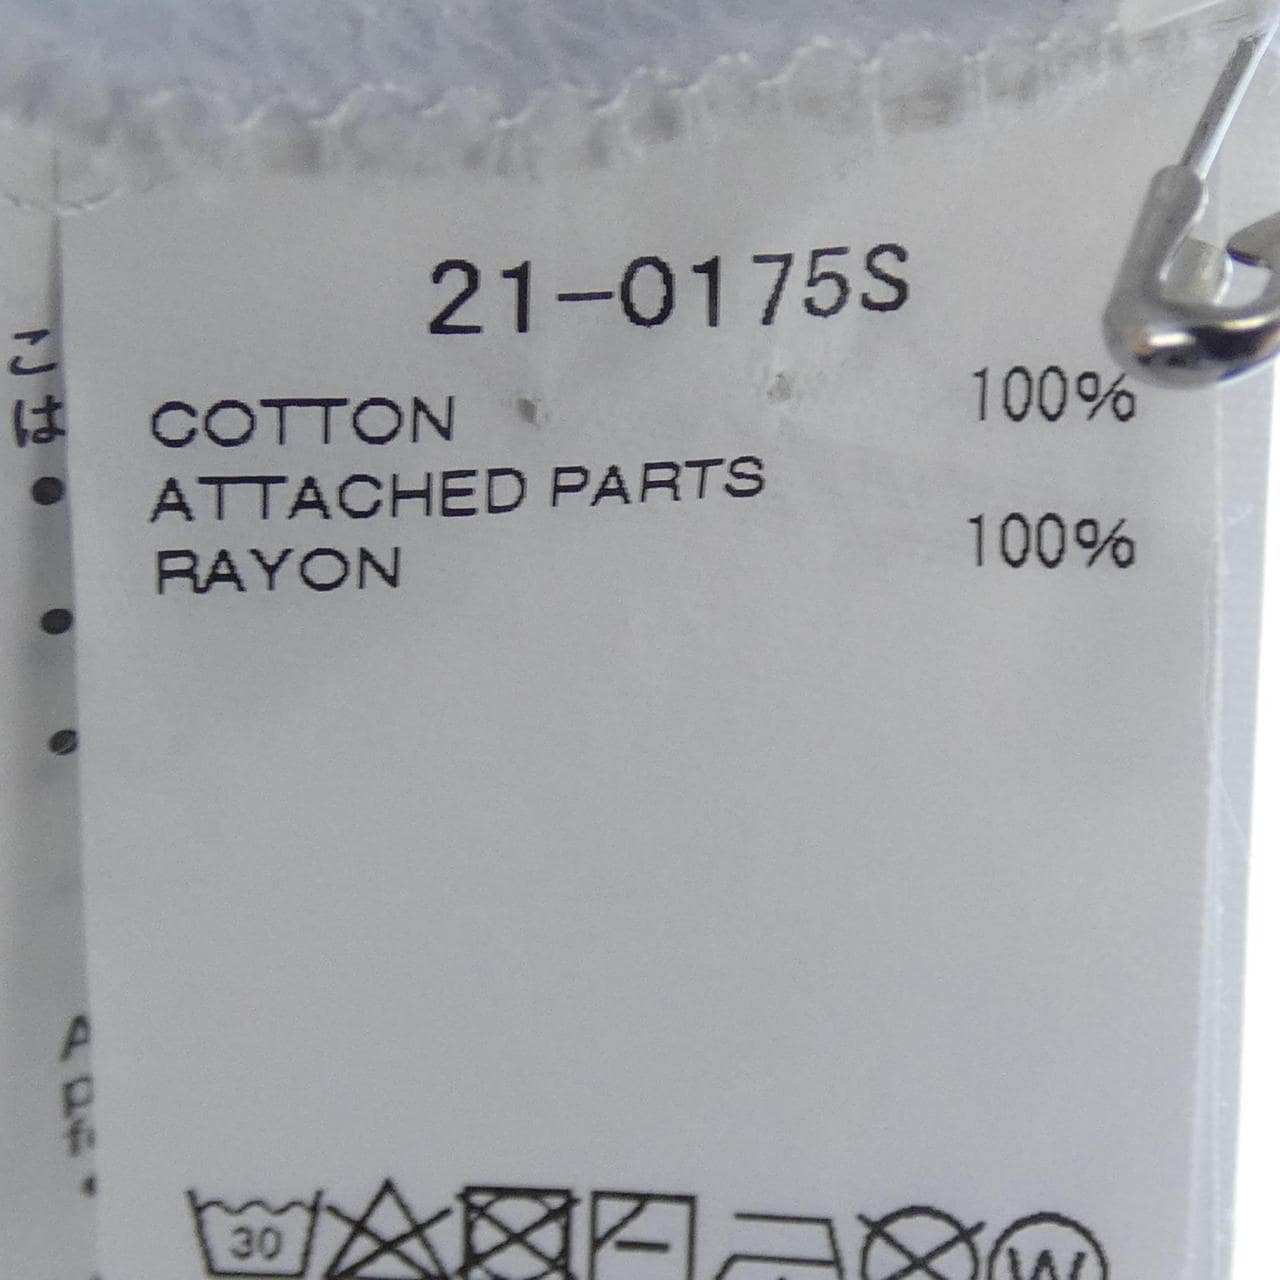 21-0175S
COTTON 100%
ATTACHED PARTS
RAYON 100%
こ
は
30
W